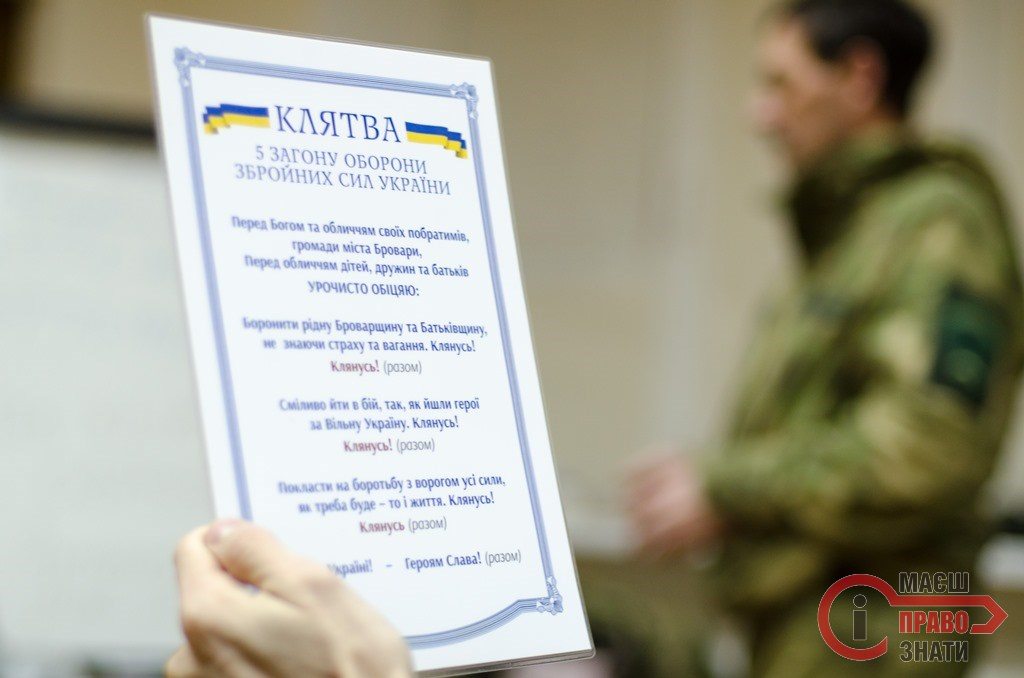 КЛЯТВА
5 ЗАГОНУ ОБОРОНИ
ЗБРОЙНИХ СИЛ УКРАЇНИ
Перед Богом та обличчям своїх побратимів,
громади міста Бровари,
Перед обличчям дітей, дружин та батьків
УРОЧИСТО ОБІЦЯЮ:
Боронити рідну Броварщину та Батьківщину,
не знаючи страху та вагання. Клянусь!
Клянусь! (разом)
Сміливо йти в бій, так, як йшли герої
за Вільну Україну. Клянусь!
Клянусь! (разом)
Покласти на боротьбу з ворогом усі сили,
як треба буде – то і життя. Клянусь!
Клянусь (разом)
Україні! – Героям Слава! (разом)
МАЄШ
ПРАВО
ЗНАТИ